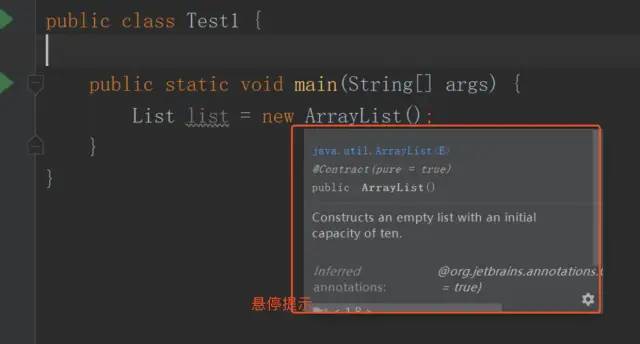 public class Test1 {
public static void main(String[] args) {
List list = new ArrayList();
}
}
java.util.ArrayList<E>
@Contract(pure = true)
public ArrayList()
Constructs an empty list with an initial
capacity of ten.
Inferred
annotations:
@org.jetbrains.annotations.
= true)
悬停提示
< 1.8 >